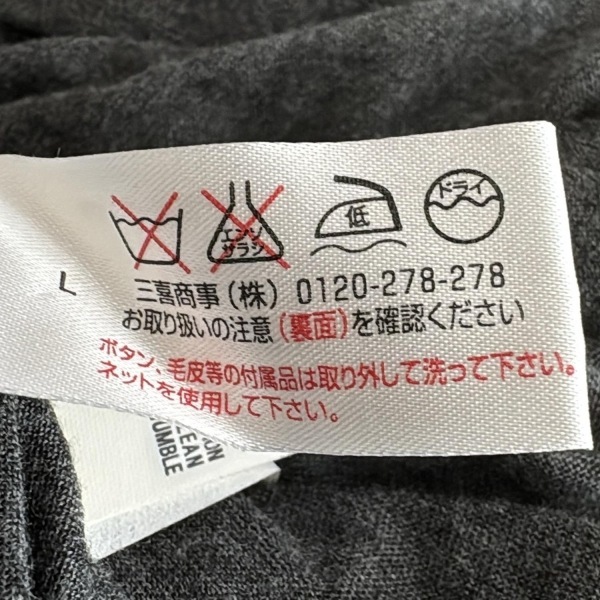 エンソ
サラシ
低
ドライ
L
三喜商事（株）0120-278-278
お取り扱いの注意（裏面）を確認ください
ボタン、毛皮等の付属品は取り外して洗って下さい。
ネットを使用して下さい。
ON
LEAN
UMBLE